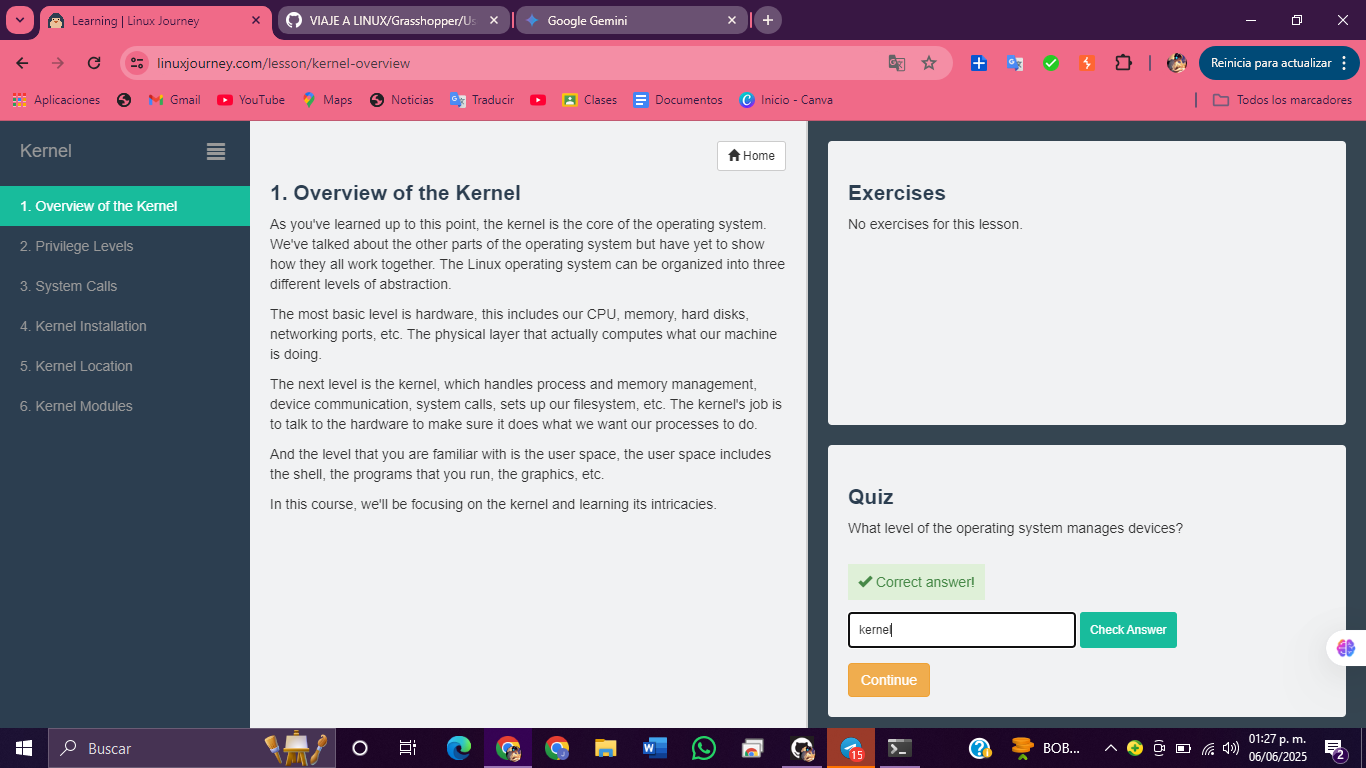 Learning | Linux Journey
VIAJE A LINUX/Grasshopper/Us
Google Gemini
linuxjourney.com/lesson/kernel-overview
Reinicia para actualizar
Aplicaciones
Gmail
YouTube
Maps
Noticias
Traducir
Clases
Documentos
Inicio - Canva
Todos los marcadores
Kernel
1. Overview of the Kernel
2. Privilege Levels
3. System Calls
4. Kernel Installation
5. Kernel Location
6. Kernel Modules
Home
1. Overview of the Kernel
As you've learned up to this point, the kernel is the core of the operating system.
We've talked about the other parts of the operating system but have yet to show
how they all work together. The Linux operating system can be organized into three
different levels of abstraction.
The most basic level is hardware, this includes our CPU, memory, hard disks,
networking ports, etc. The physical layer that actually computes what our machine
is doing.
The next level is the kernel, which handles process and memory management,
device communication, system calls, sets up our filesystem, etc. The kernel's job is
to talk to the hardware to make sure it does what we want our processes to do.
And the level that you are familiar with is the user space, the user space includes
the shell, the programs that you run, the graphics, etc.
In this course, we'll be focusing on the kernel and learning its intricacies.
Exercises
No exercises for this lesson.
Quiz
What level of the operating system manages devices?
Correct answer!
kernel
Check Answer
Continue
Buscar
15
BOB...
01:27 p. m.
06/06/2025
2